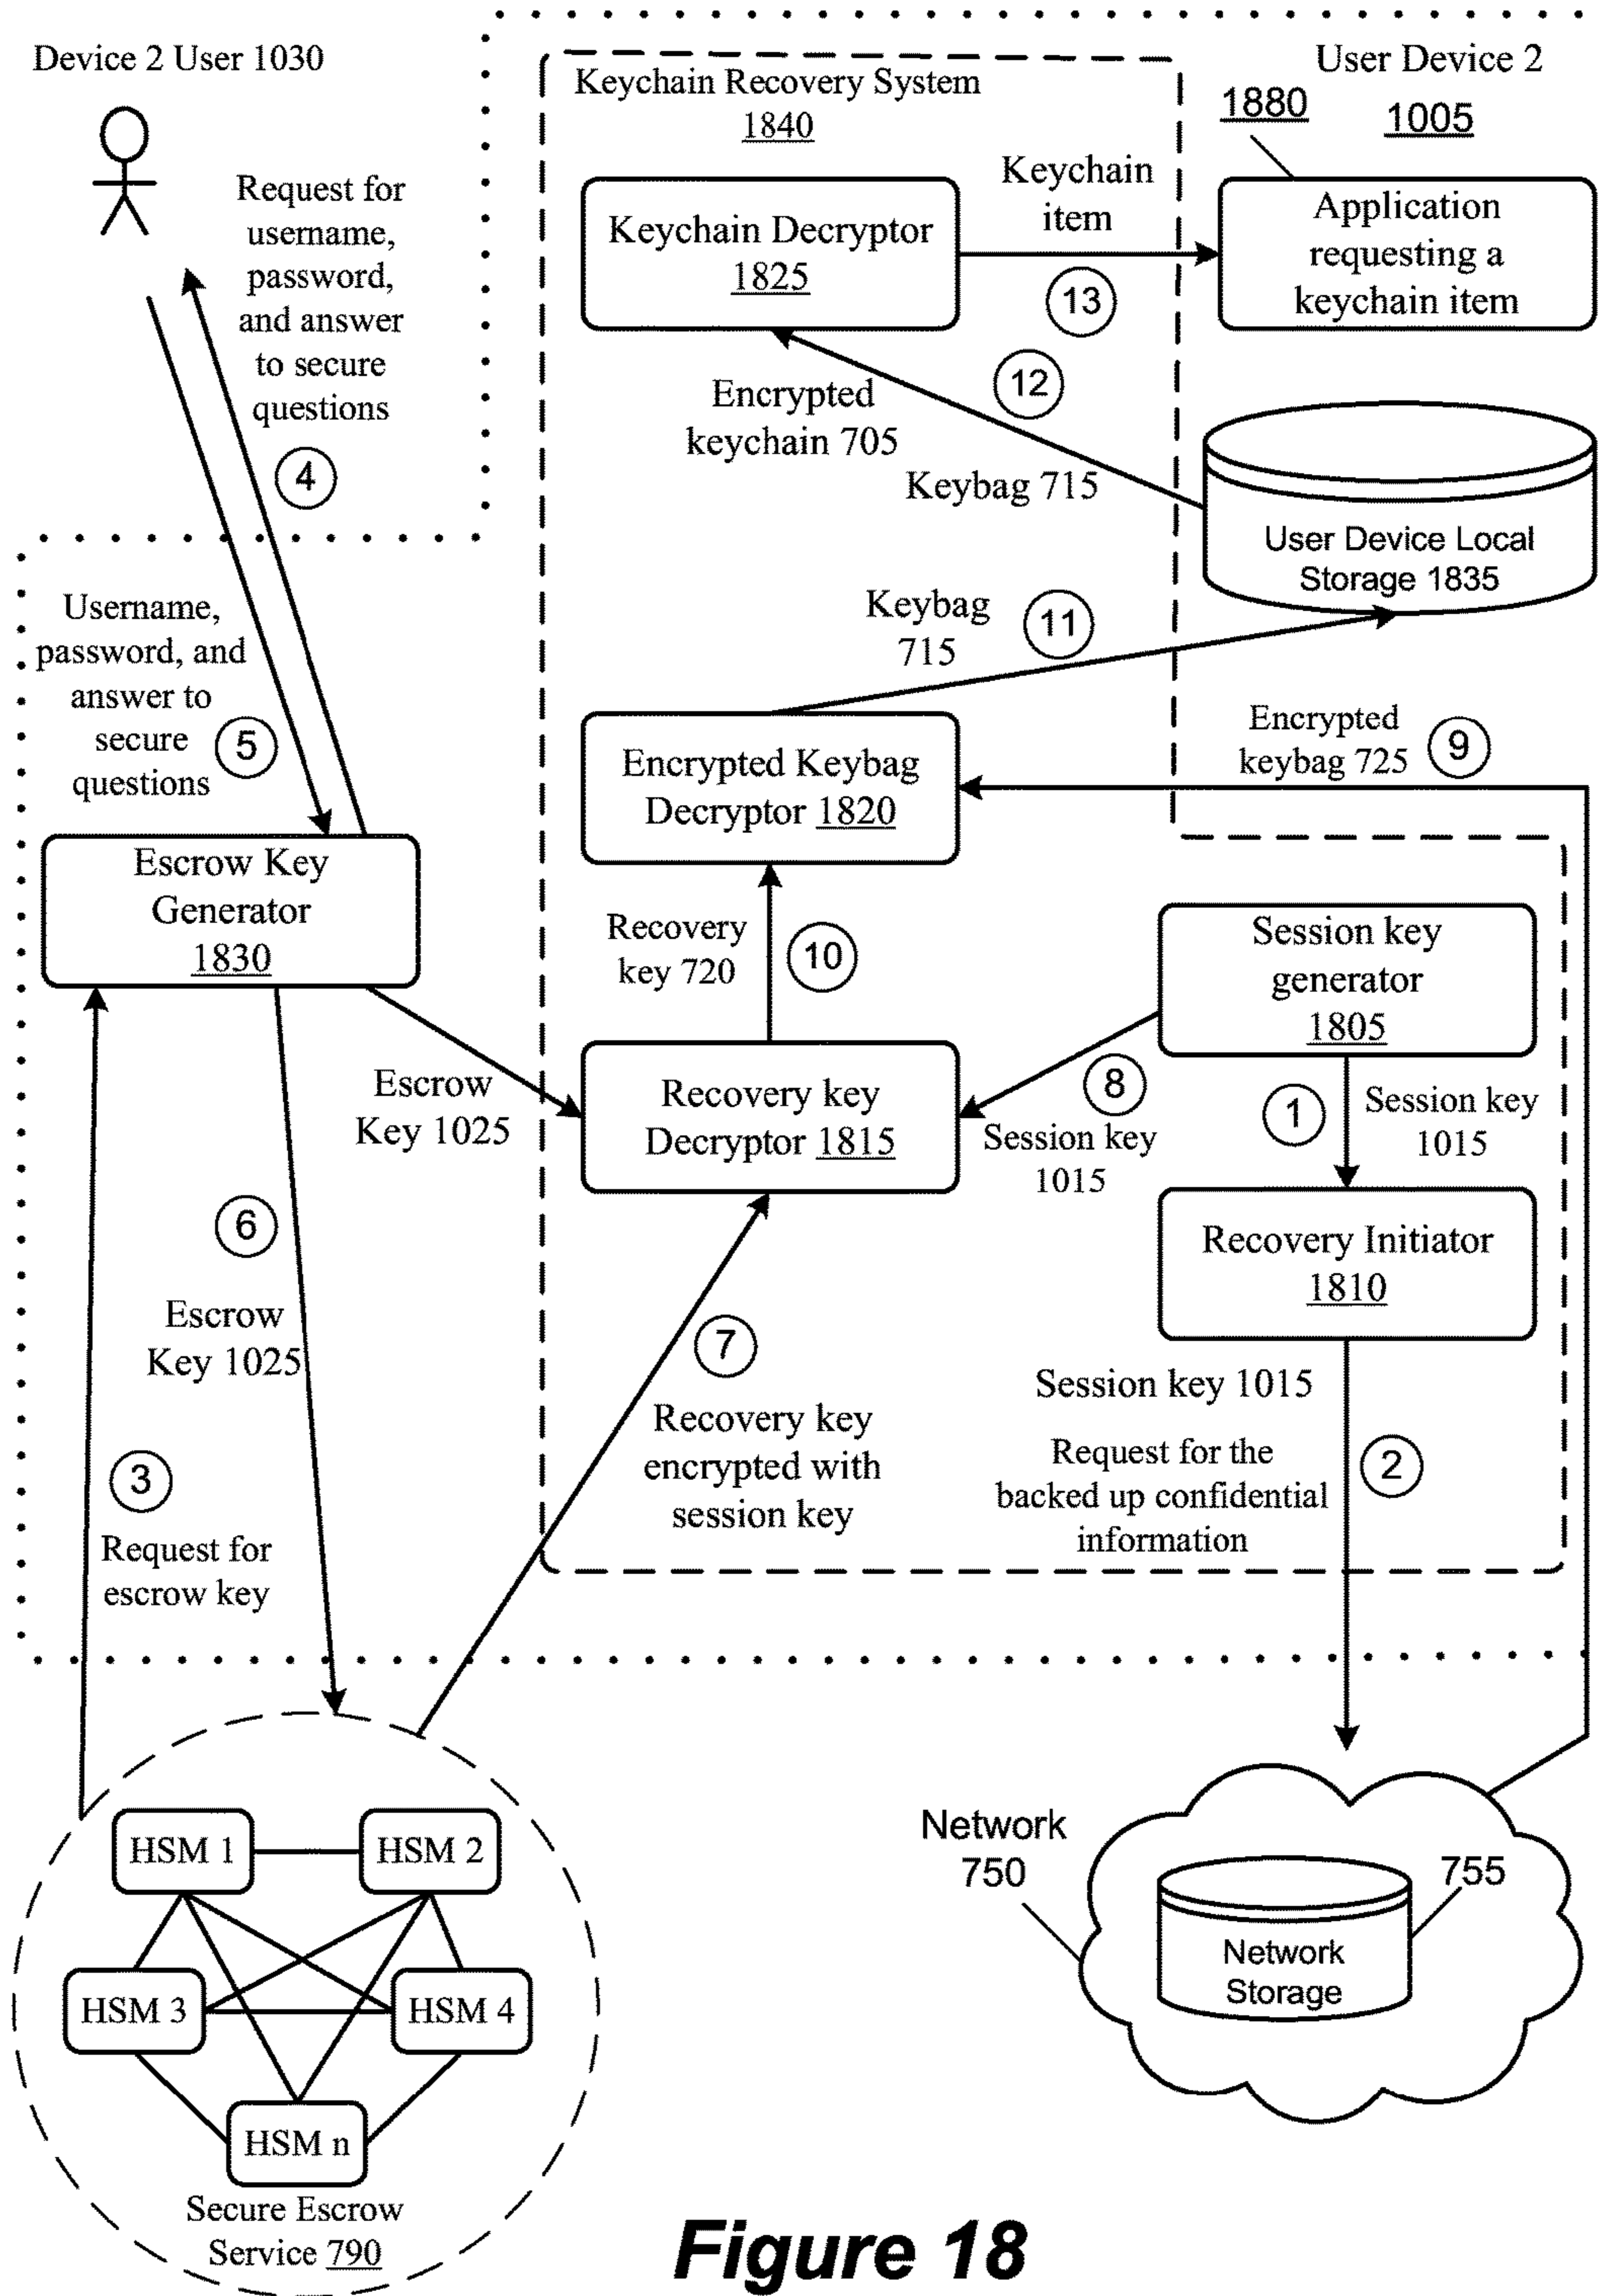 Device 2 User 1030
Keychain Recovery System
1840
User Device 2
1005
1880
Request for
username,
password,
and answer
to secure
questions
4
Keychain Decryptor
1825
Keychain
item
13
Application
requesting a
keychain item
12
Encrypted
keychain 705
Keybag 715
User Device Local
Storage 1835
Username,
password, and
answer to
secure
questions
5
Keybag
715
11
Encrypted
keybag 725
9
Encrypted Keybag
Decryptor 1820
Escrow Key
Generator
1830
Recovery
key 720
10
Session key
generator
1805
Escrow
Key 1025
Recovery key
Decryptor 1815
8
Session key
1015
1
Session key
1015
6
Escrow
Key 1025
Recovery Initiator
1810
7
Recovery key
encrypted with
session key
Session key 1015
Request for the
backed up confidential
information
2
3
Request for
escrow key
HSM 1
HSM 2
HSM 3
HSM 4
HSM n
Secure Escrow
Service 790
Network
750
755
Network
Storage
Figure 18